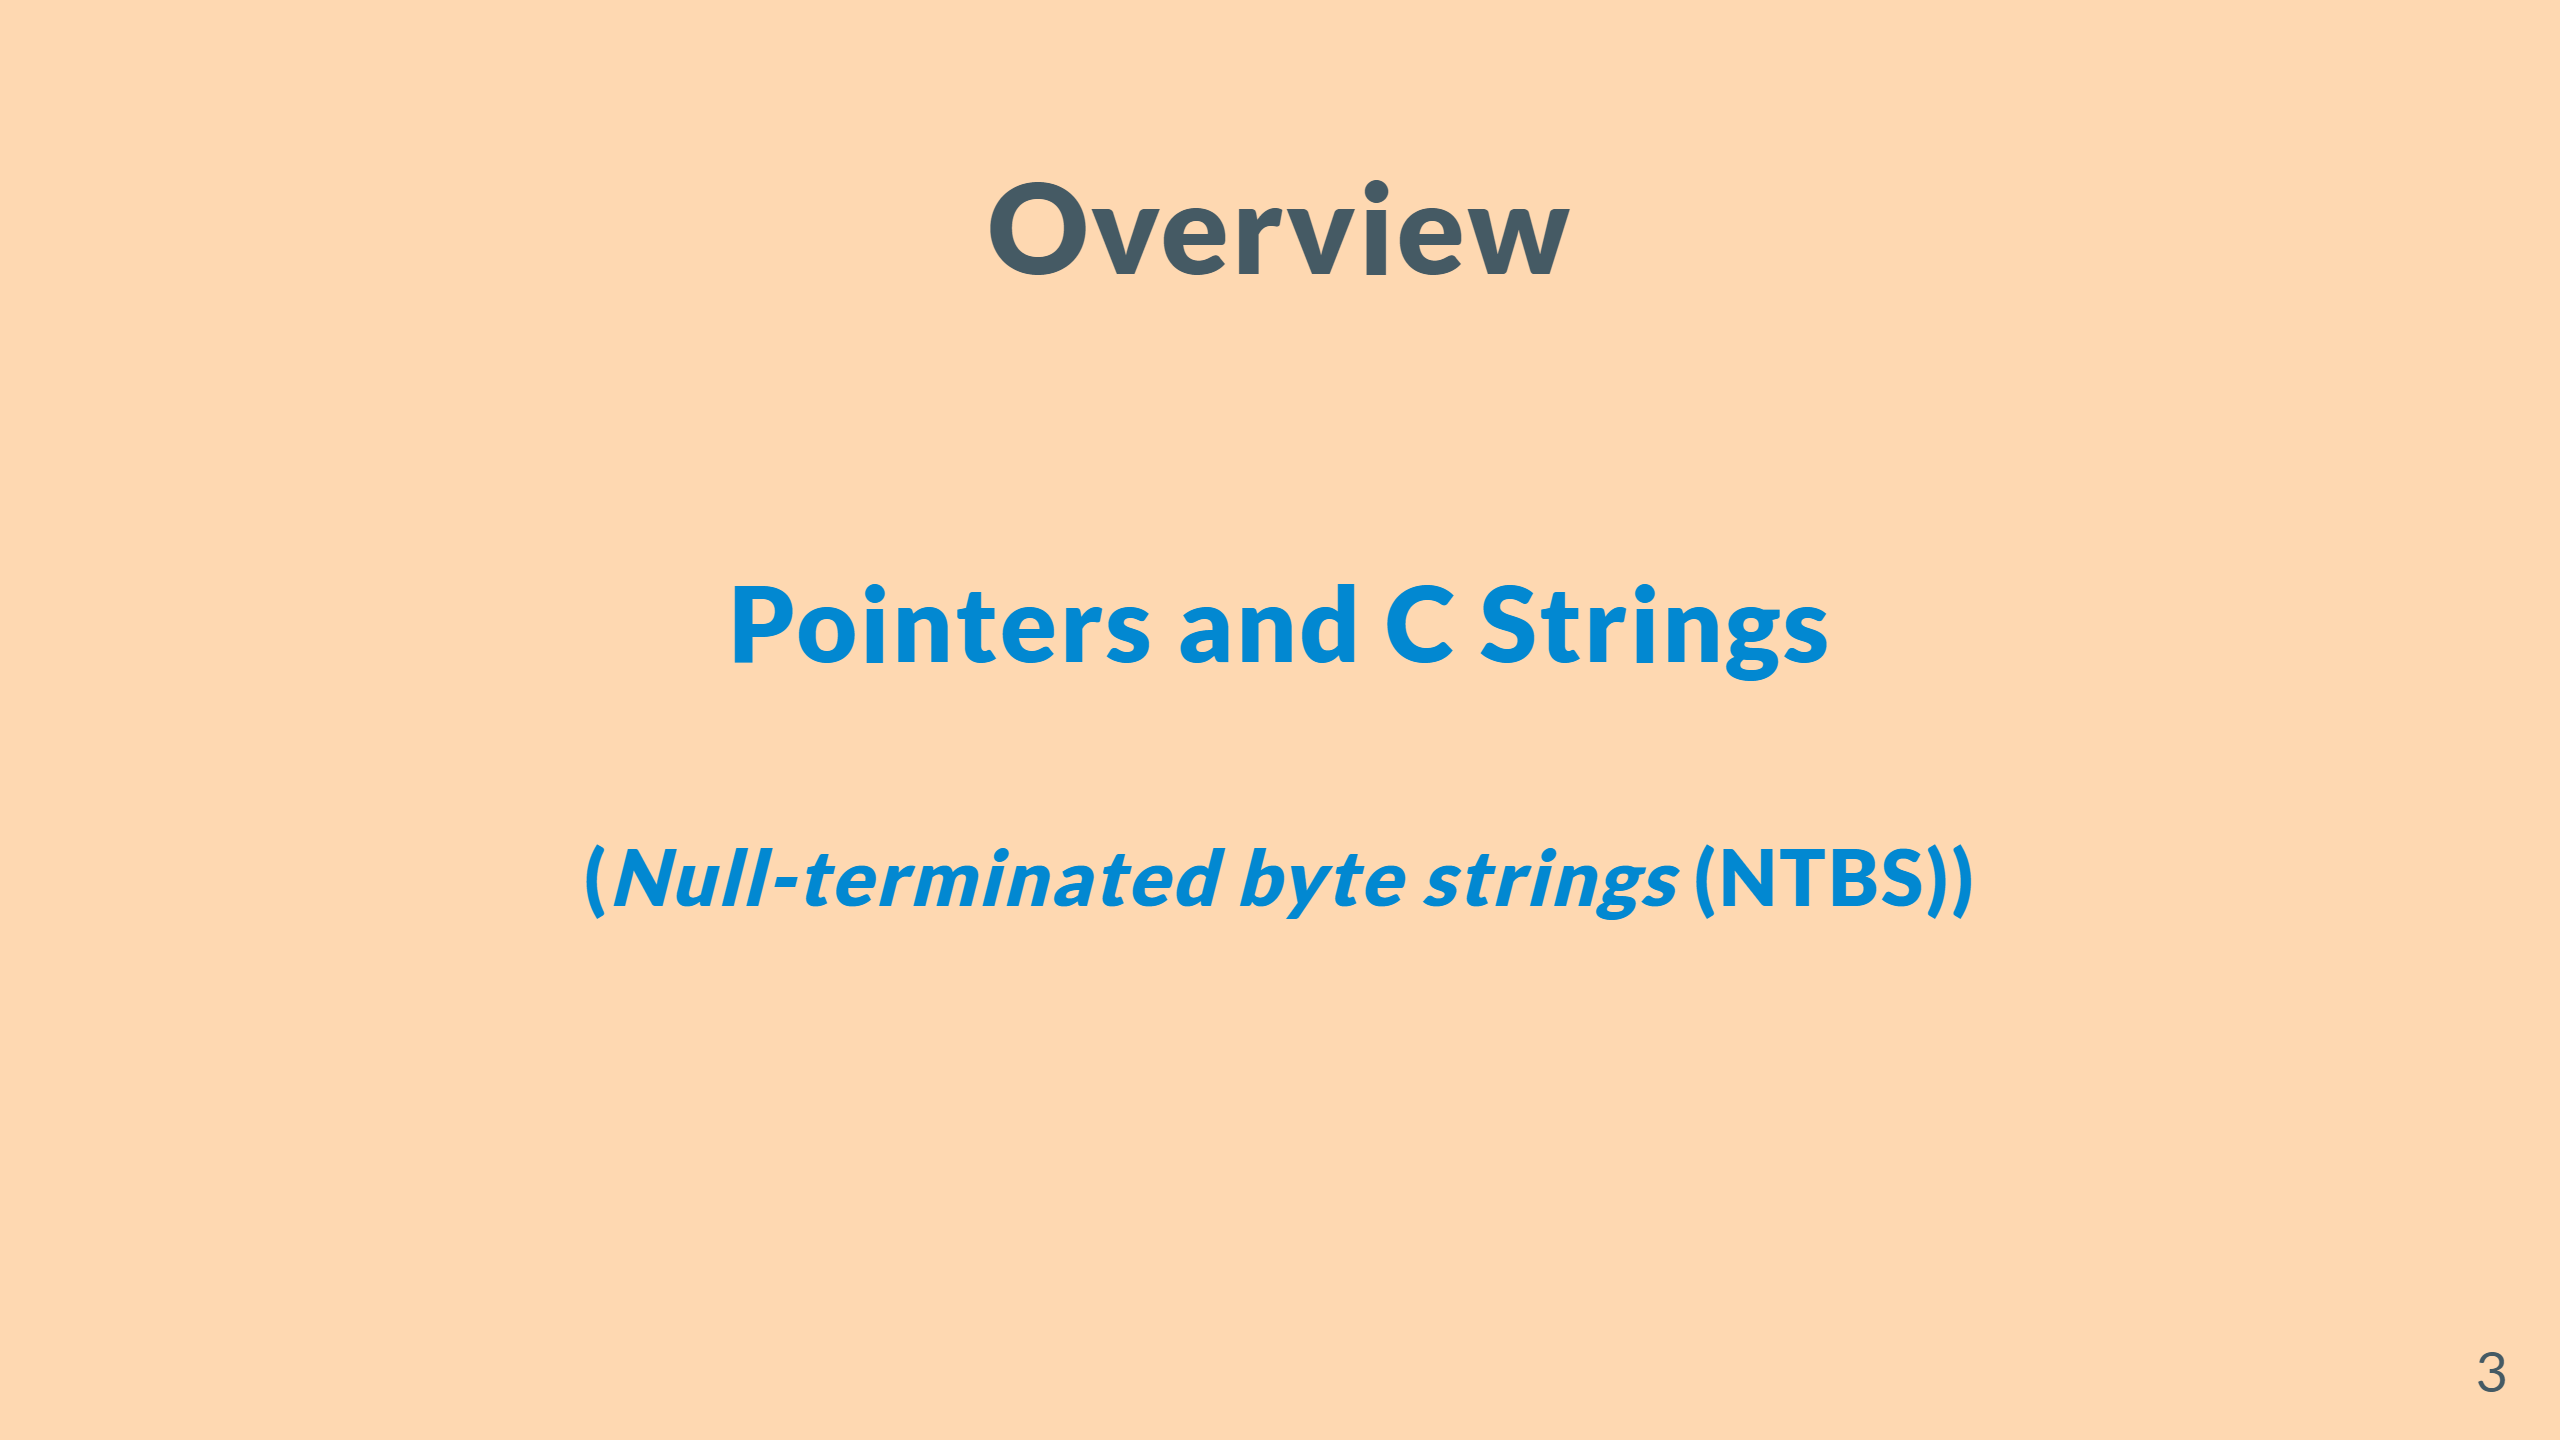 Overview
Pointers and C Strings
(Null-terminated byte strings (NTBS))
3